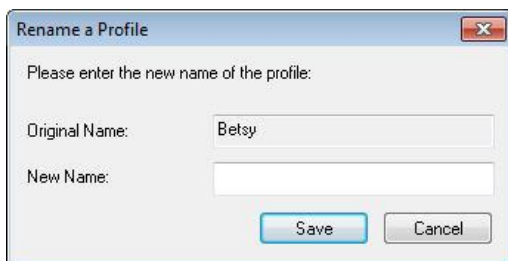 Rename a Profile
Please enter the new name of the profile:
Original Name: Betsy
New Name:
Save Cancel